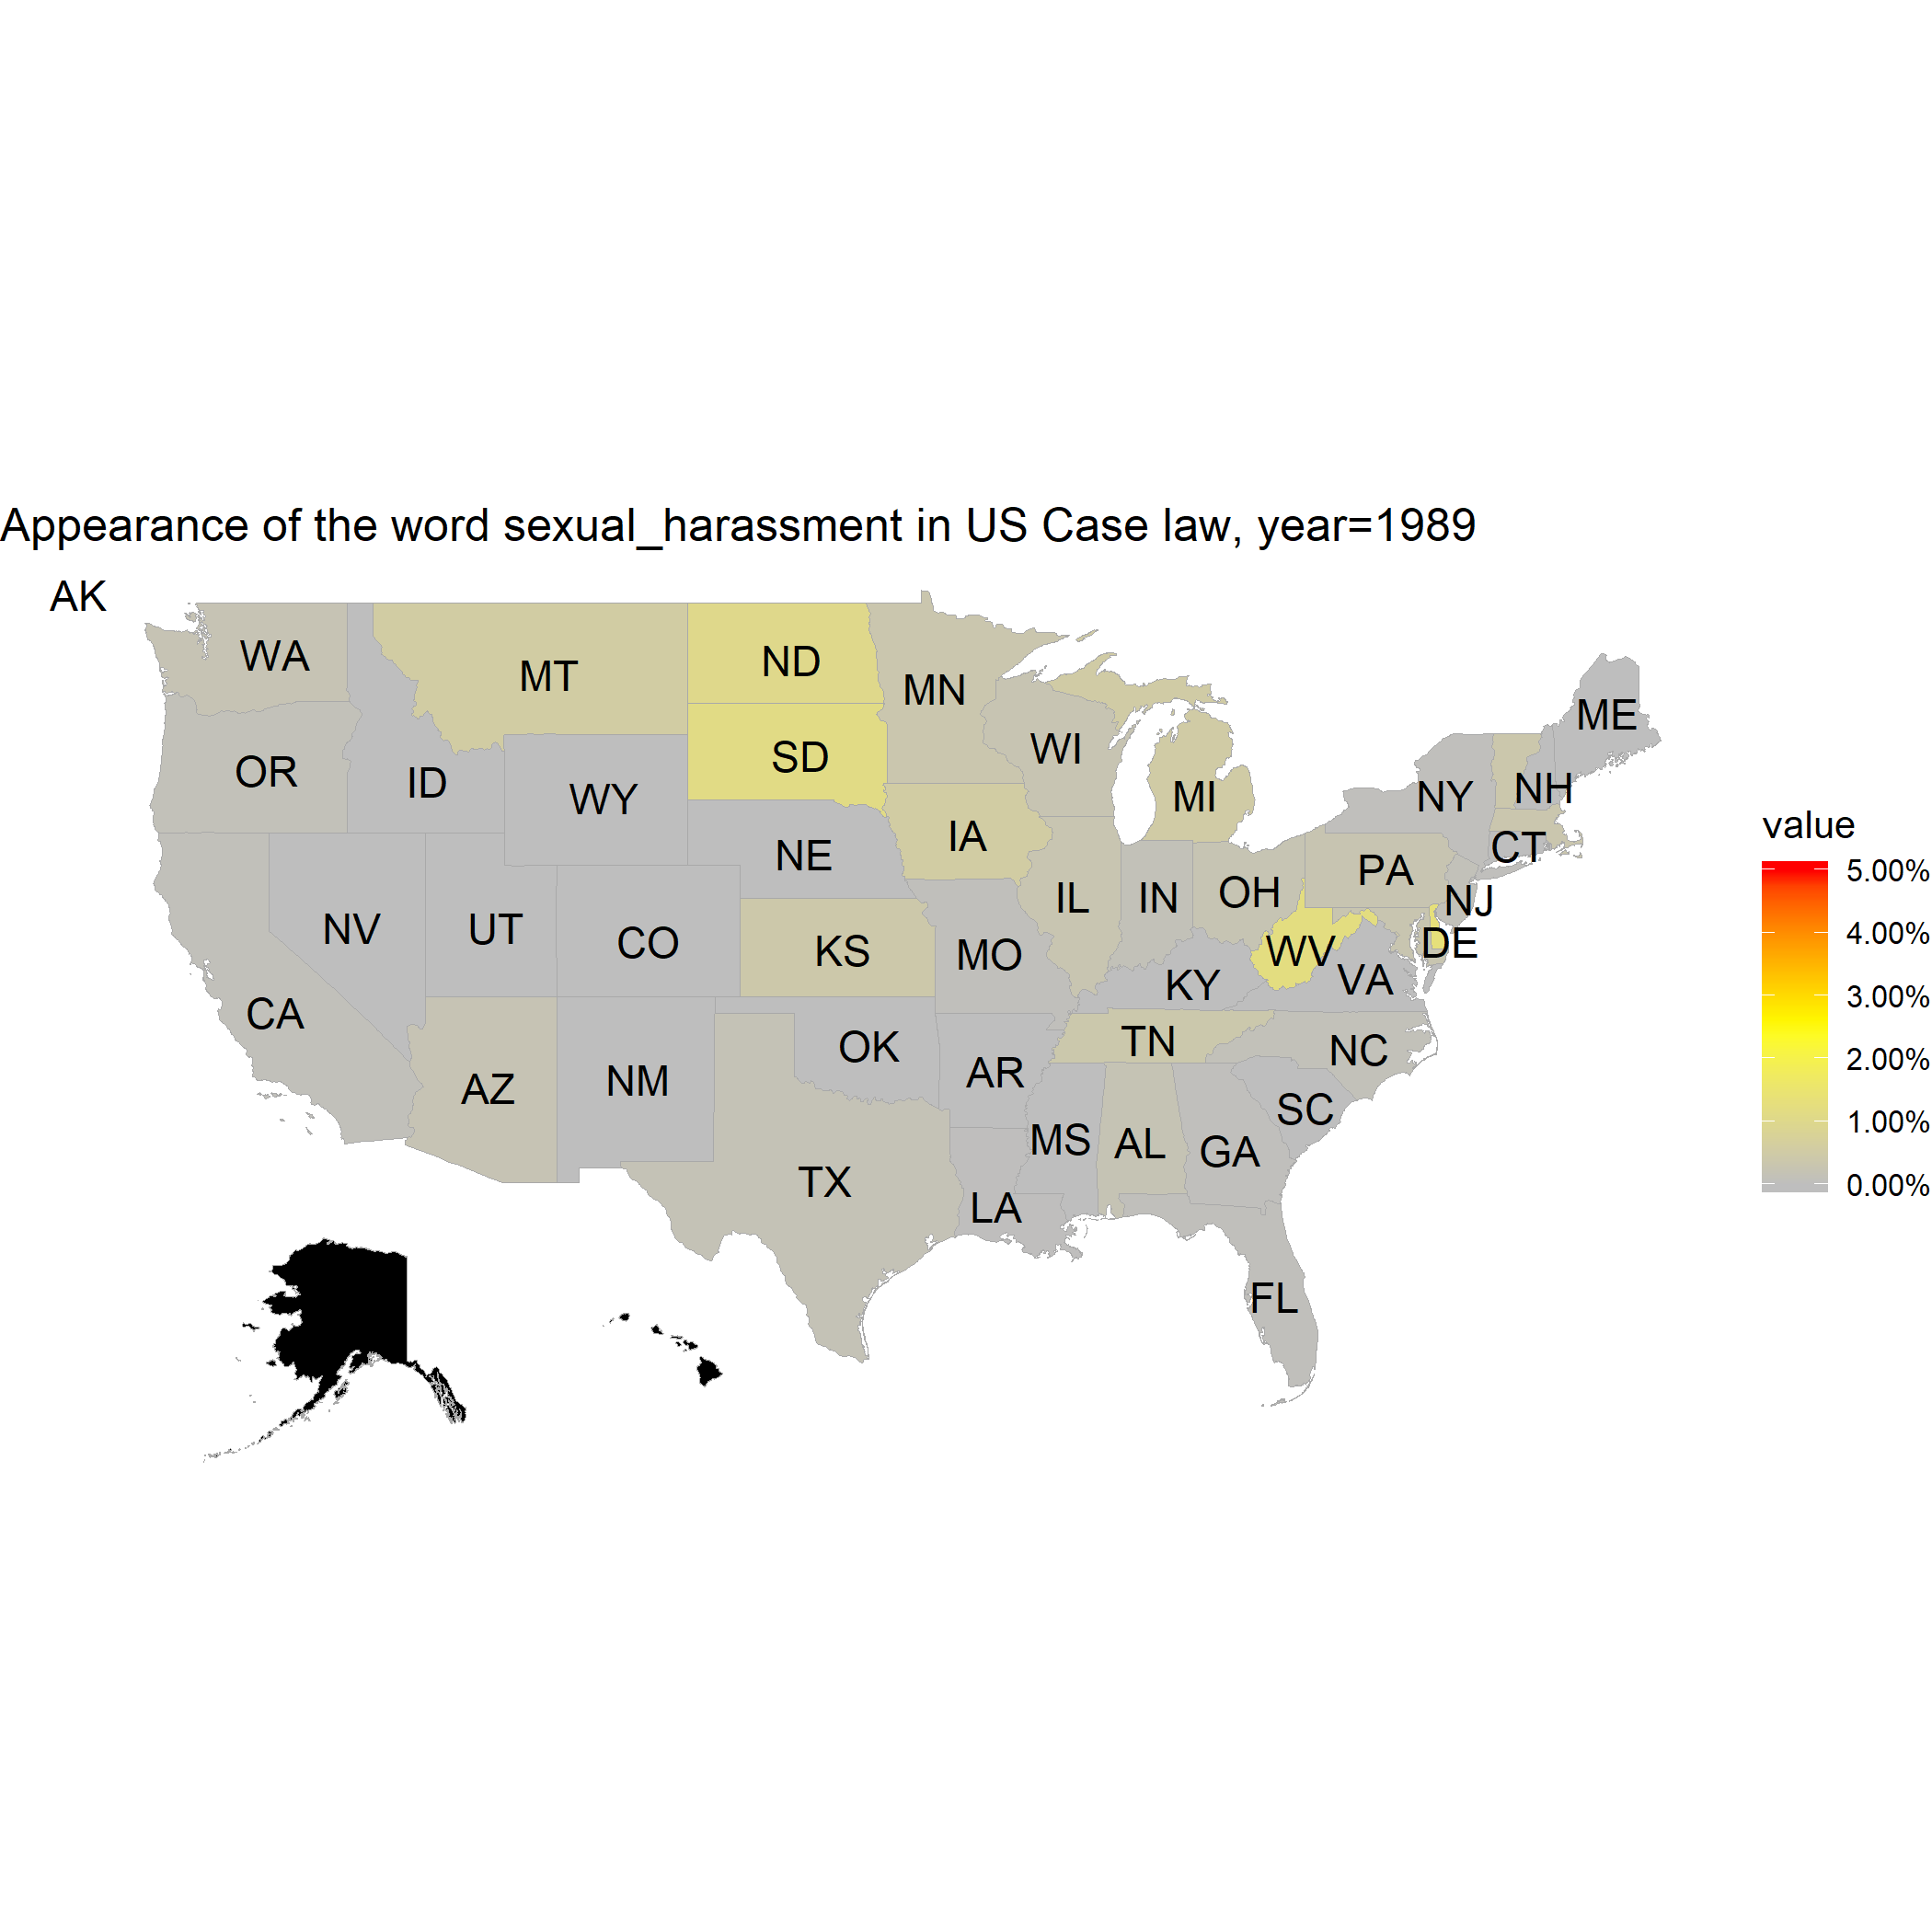 Appearance of the word sexual_harassment in US Case law, year=1989
AK
WA
MT
ND
MN
ME
OR
ID
SD
WI
WY
MI
NY
NH
NE
IA
CT
PA
NV
UT
CO
KS
MO
IL
IN
OH
NJ
WV
DE
KY
VA
CA
AZ
NM
OK
AR
TN
NC
TX
LA
MS
AL
GA
SC
FL
value
5.00%
4.00%
3.00%
2.00%
1.00%
0.00%